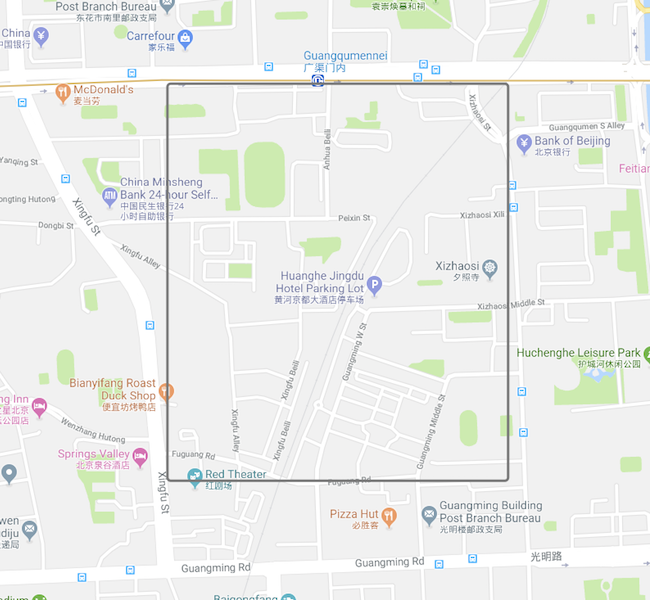 Post Branch Bureau
东花市南里邮政支局
袁崇焕墓和祠
China
中国银行
Carrefour
家乐福
Guangqumennei
广渠门内
McDonald's
麦当劳
Xizhaosi St
Guangqumen S Alley
Anhua Beili
Bank of Beijing
北京银行
Yanqing St
Feitian
China Minsheng
Bank 24-hour Self...
中国民生银行24
小时自助银行
Xingfu St
Dongbi St
Peixin St
Xizhaosi Xili
Xingfu Alley
Xizhaosi
夕照寺
Huanghe Jingdu
Hotel Parking Lot
黄河京都大酒店停车场
Xizhaosi Middle St
Guangming W St
Huchenghe Leisure Park
护城河休闲公园
Xingfu Beili
Bianyifang Roast
Duck Shop
便宜坊烤鸭店
Guangming Middle St
Xingfu Alley
Xingfu Beili
Wenzhang Hutong
Springs Valley
北京泉谷酒店
Fuguang Rd
Red Theater
红剧场
Fuguang Rd
Xingfu St
Guangming Building
Post Branch Bureau
光明楼邮政支局
Pizza Hut
必胜客
Guangming Rd
Guangming Rd
光明路